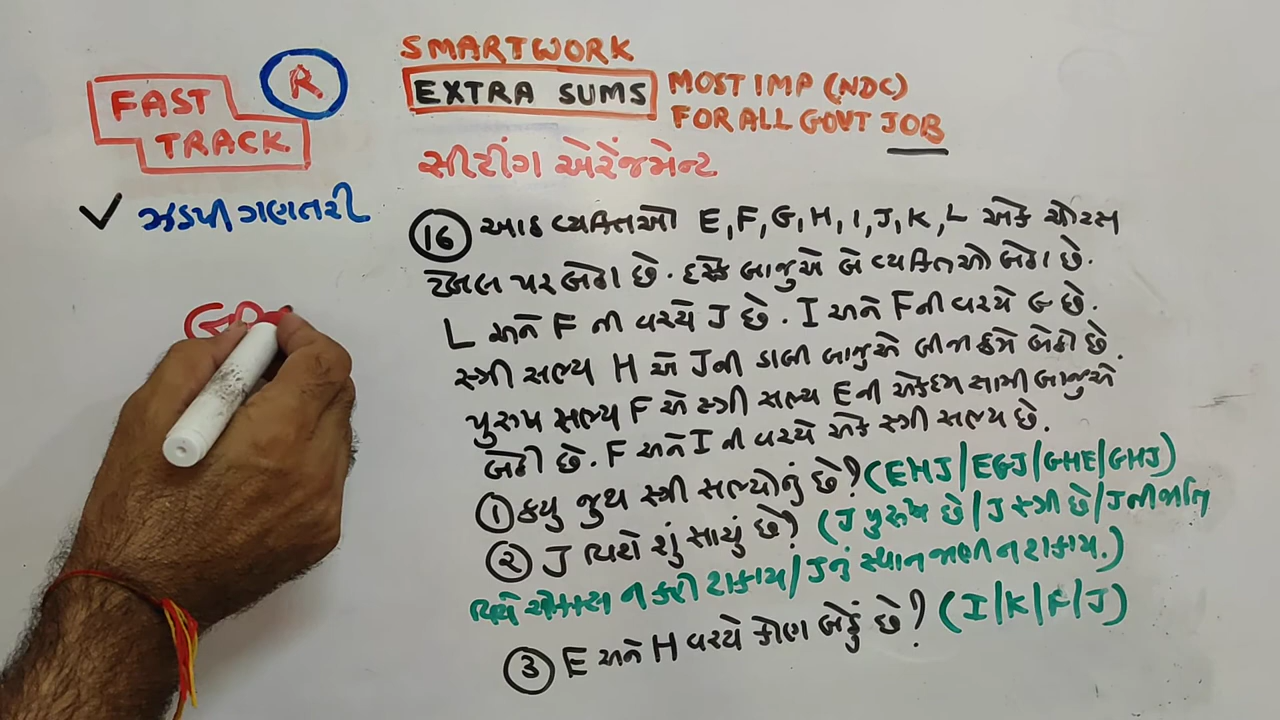 FAST
TRACK
R
ઝડપી ગણતરી
SMARTWORK
EXTRA SUMS
MOST IMP (NDC)
FOR ALL GOVT JOB
સીટીંગ એરેંજમેન્ટ
16 આઠ વ્યક્તિઓ E, F, G, H, I, J, K, L એક ચોરસ
ટેબલ પર બેઠા છે. દરેક બાજુએ બે વ્યક્તિઓ બેઠા છે.
L અને F ની વચ્ચે J છે. I અને F ની વચ્ચે G છે.
સ્ત્રી સભ્ય H એ J ની ડાબી બાજુએ બીજા ક્રમે બેઠી છે.
પુરુષ સભ્ય F એ સ્ત્રી સભ્ય E ની એકદમ સામી બાજુએ
બેઠી છે. F અને I ની વચ્ચે એક સ્ત્રી સભ્ય છે.
① કયુ જુથ સ્ત્રી સભ્યોનું છે? (EHJ/EGJ/GHE/GHJ)
② J વિશે શું સાચું છે? (J પુરુષ છે/J સ્ત્રી છે/J ની જાતિ
વિશે ચોક્કસ ન કરી શકાય/J નું સ્થાન જાણી ન શકાય.)
③ E અને H વચ્ચે કોણ બેઠું છે? (I/K/F/J)